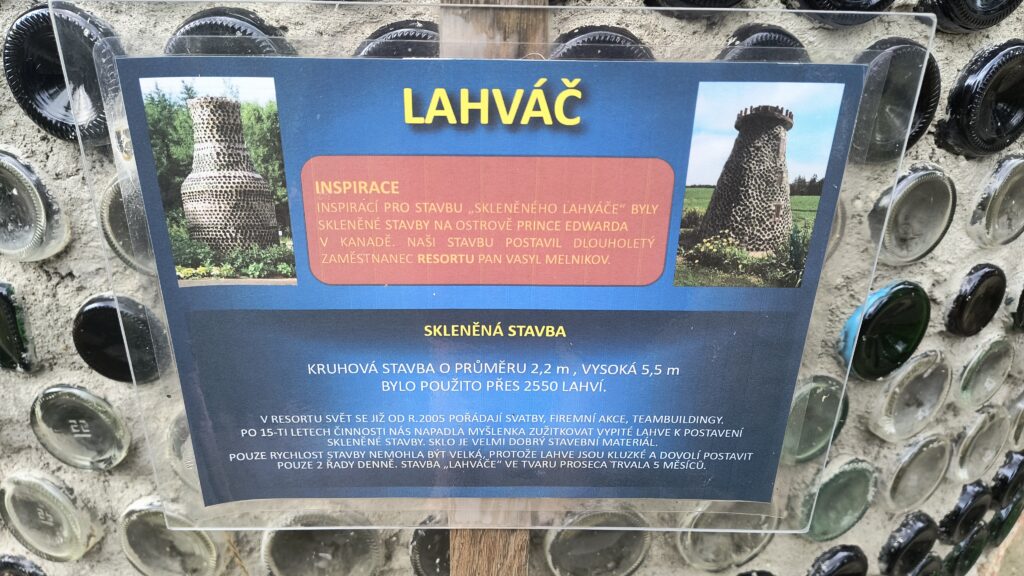 LAHVÁČ
INSPIRACE
INSPIRACÍ PRO STAVBU „SKLENĚNÉHO LAHVÁČE“ BYLY
SKLENĚNÉ STAVBY NA OSTROVĚ PRINCE EDWARDA
V KANADĚ. NAŠI STAVBU POSTAVIL DLOUHOLETÝ
ZAMĚSTNANEC RESORTU PAN VASYL MELNIKOV.
SKLENĚNÁ STAVBA
KRUHOVÁ STAVBA O PRŮMĚRU 2,2 m , VYSOKÁ 5,5 m
BYLO POUŽITO PŘES 2550 LAHVÍ.
V RESORTU SVĚT SE JIŽ OD R.2005 POŘÁDAJÍ SVATBY, FIREMNÍ AKCE, TEAMBUILDINGY.
PO 15-TI LETECH ČINNOSTI NÁS NAPADLA MYŠLENKA ZUŽITKOVAT VYPITÉ LAHVE K POSTAVENÍ
SKLENĚNÉ STAVBY. SKLO JE VELMI DOBRÝ STAVEBNÍ MATERIÁL.
POUZE RYCHLOST STAVBY NEMOHLA BÝT VELKÁ, PROTOŽE LAHVE JSOU KLUZKÉ A DOVOLÍ POSTAVIT
POUZE 2 ŘADY DENNĚ. STAVBA „LAHVÁČE“ VE TVARU PROSECA TRVALA 5 MĚSÍCŮ.